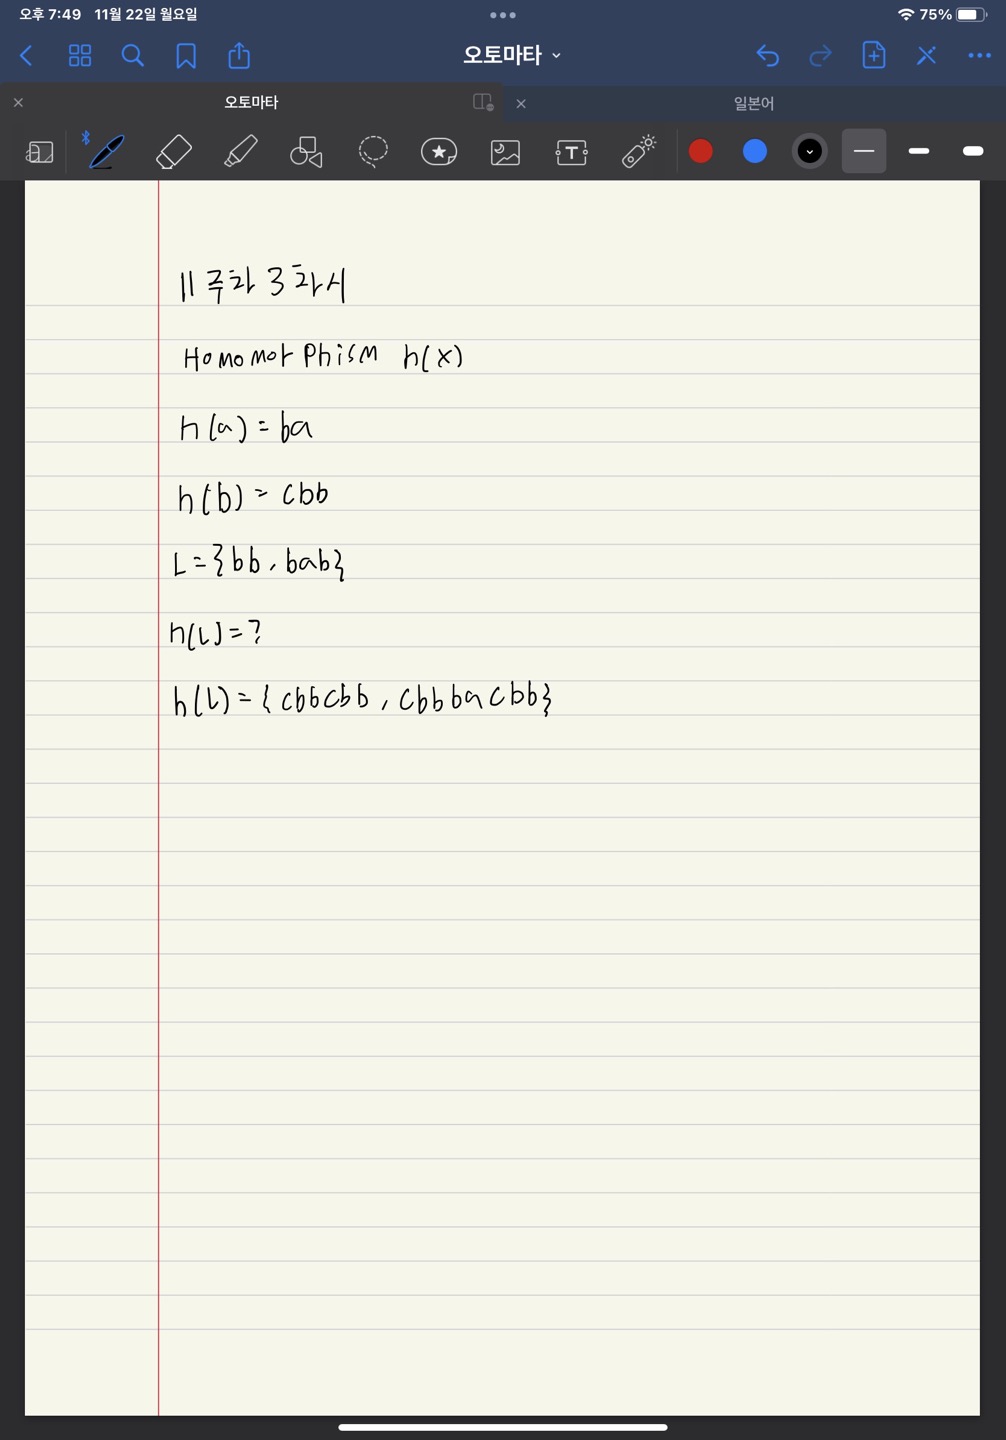 오후 7:49 11월 22일 월요일
75%
오토마타
오토마타
일본어
11주차 3차시
Homomorphism h(x)
h(a) = ba
h(b) = cbb
L = {bb, bab}
h(L) = ?
h(L) = {cbbcbb, cbbbacbb}